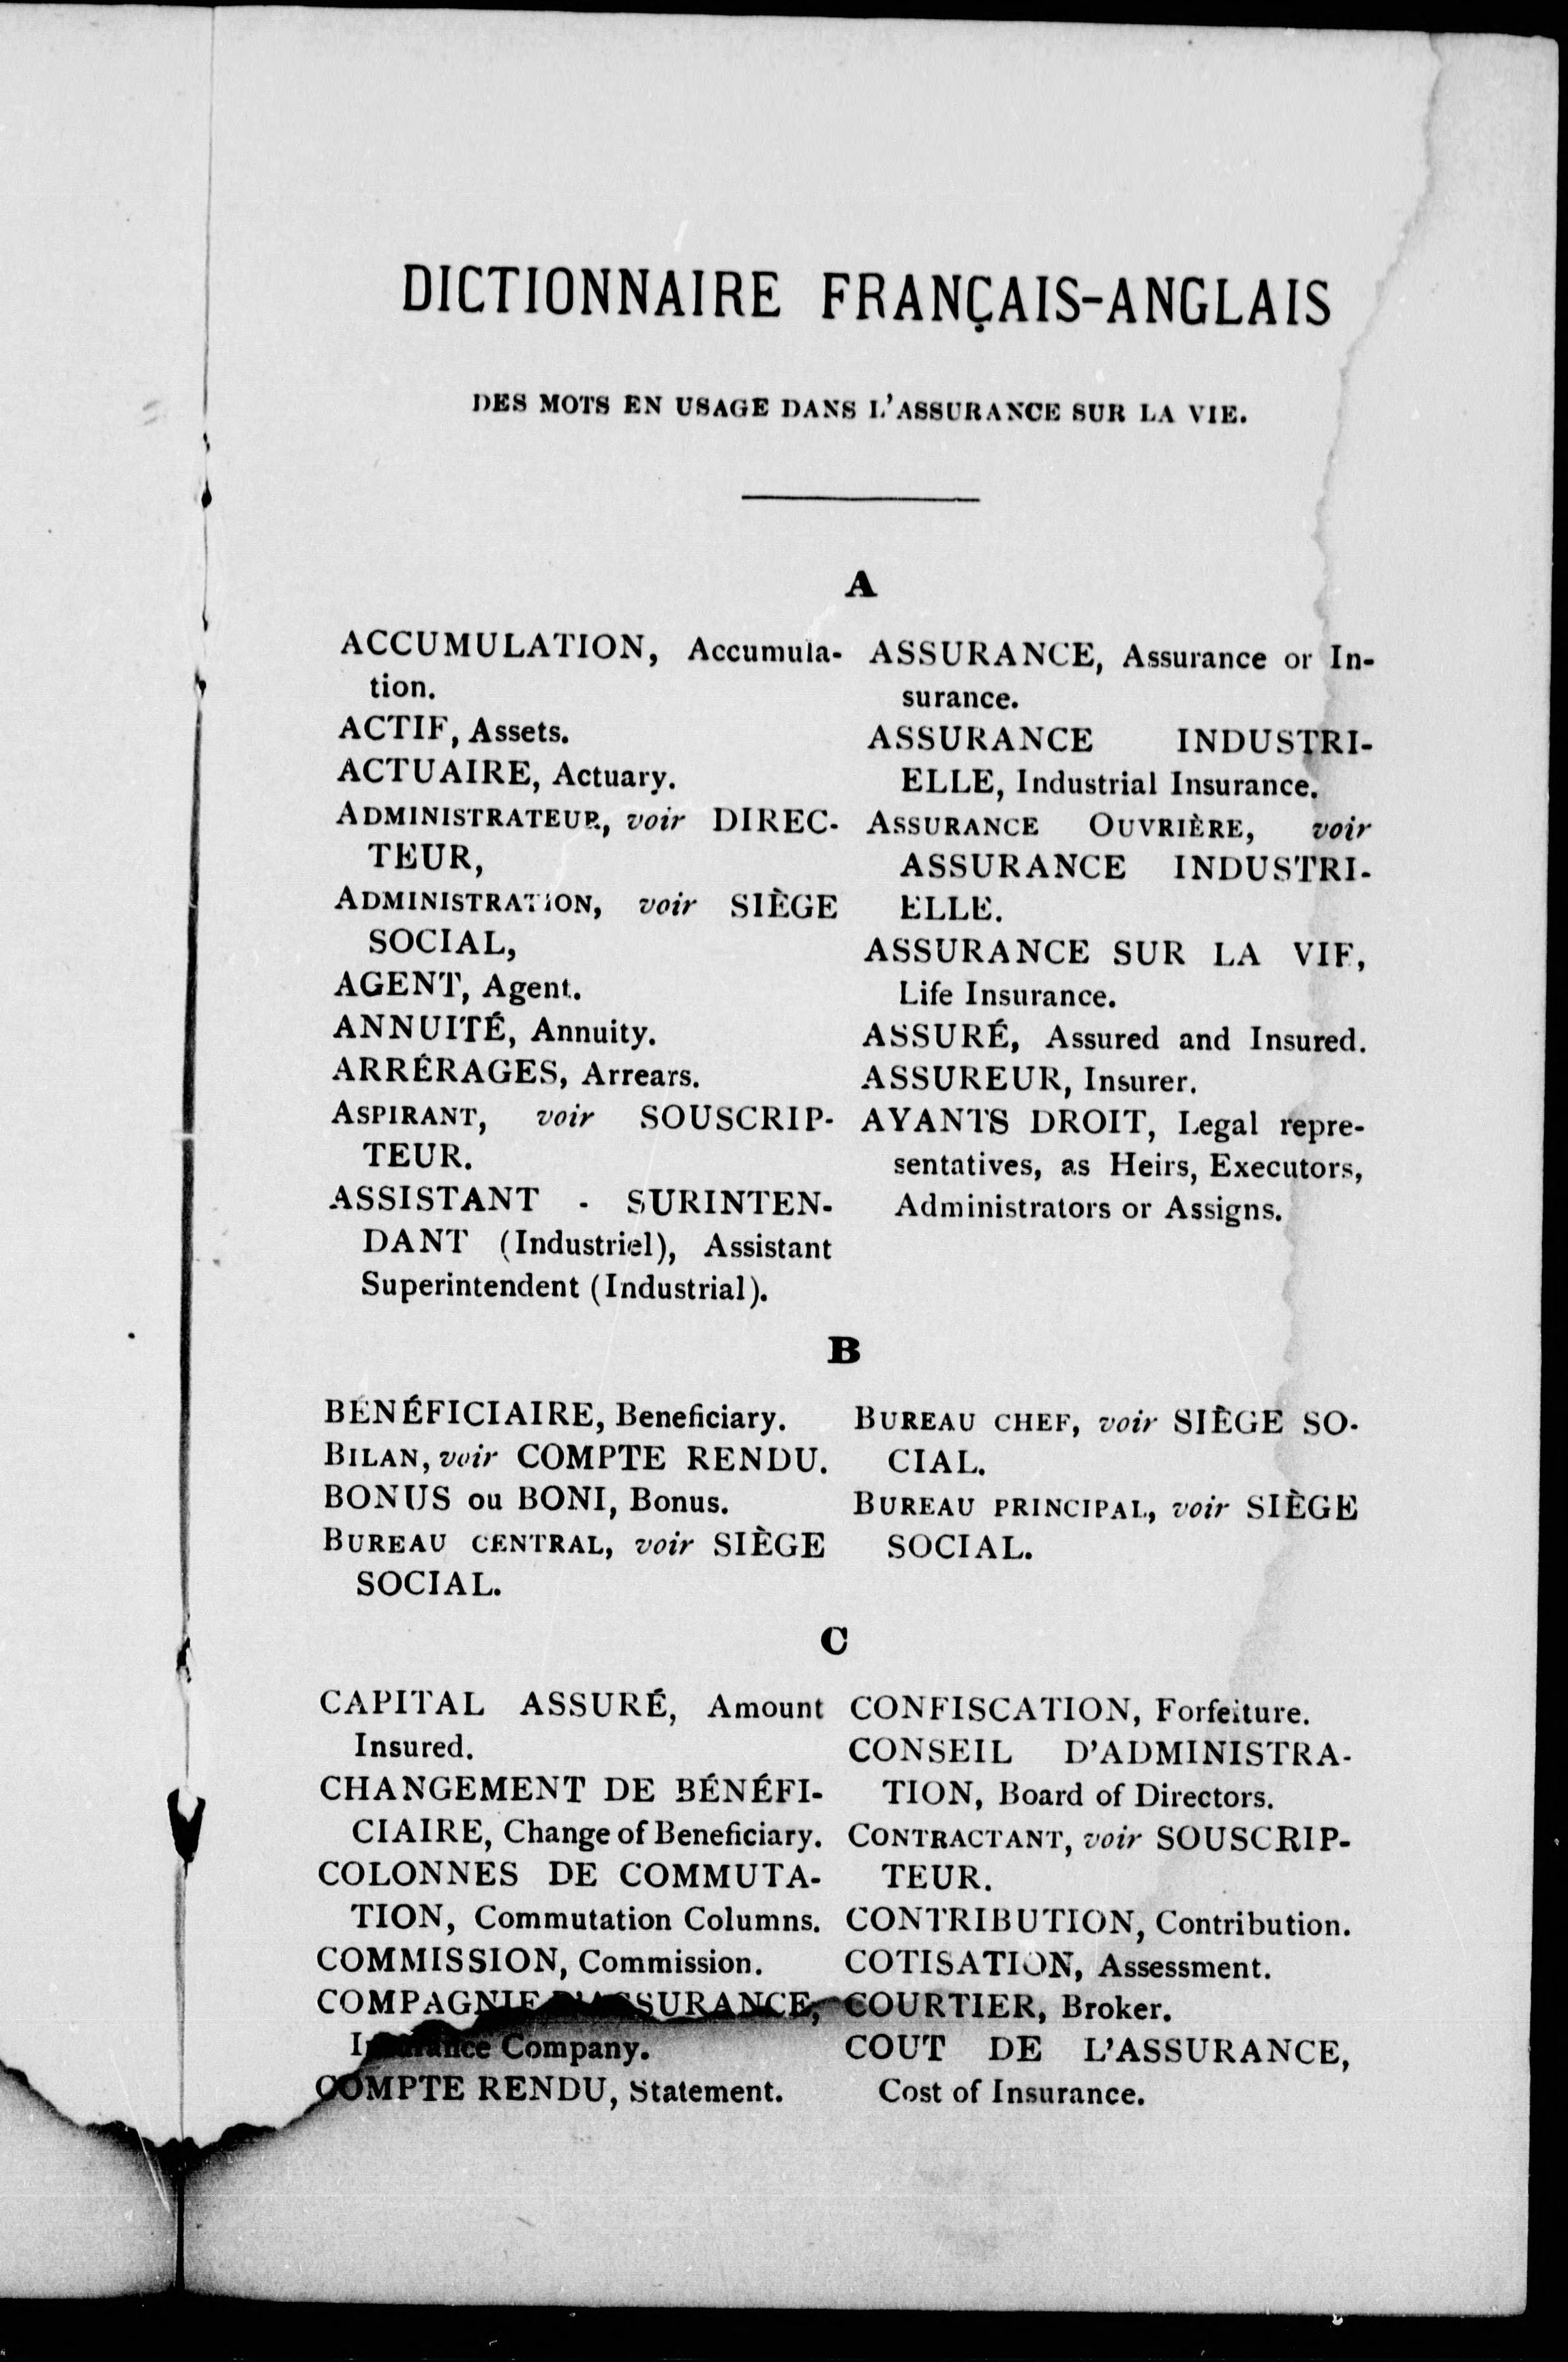 DICTIONNAIRE FRANÇAIS-ANGLAIS
DES MOTS EN USAGE DANS L'ASSURANCE SUR LA VIE.
A
ACCUMULATION, Accumula-
tion.
ACTIF, Assets.
ACTUAIRE, Actuary.
ADMINISTRATEUR, voir DIREC-
TEUR,
ADMINISTRATION, voir SIÈGE
SOCIAL,
AGENT, Agent.
ANNUITÉ, Annuity.
ARRÉRAGES, Arrears.
ASPIRANT, voir SOUSCRIP-
TEUR.
ASSISTANT - SURINTEN-
DANT (Industriel), Assistant
Superintendent (Industrial).
ASSURANCE, Assurance or In-
surance.
ASSURANCE INDUSTRI-
ELLE, Industrial Insurance.
ASSURANCE OUVRIÈRE, voir
ASSURANCE INDUSTRI-
ELLE.
ASSURANCE SUR LA VIE,
Life Insurance.
ASSURÉ, Assured and Insured.
ASSUREUR, Insurer.
AYANTS DROIT, Legal repre-
sentatives, as Heirs, Executors,
Administrators or Assigns.
B
BÉNÉFICIAIRE, Beneficiary.
BILAN, voir COMPTE RENDU.
BONUS ou BONI, Bonus.
BUREAU CENTRAL, voir SIÈGE
SOCIAL.
BUREAU CHEF, voir SIÈGE SO-
CIAL.
BUREAU PRINCIPAL, voir SIÈGE
SOCIAL.
C
CAPITAL ASSURÉ, Amount
Insured.
CHANGEMENT DE BÉNÉFI-
CIAIRE, Change of Beneficiary.
COLONNES DE COMMUTA-
TION, Commutation Columns.
COMMISSION, Commission.
COMPAGNIE D'ASSURANCE,
Insurance Company.
COMPTE RENDU, Statement.
CONFISCATION, Forfeiture.
CONSEIL D'ADMINISTRA-
TION, Board of Directors.
CONTRACTANT, voir SOUSCRIP-
TEUR.
CONTRIBUTION, Contribution.
COTISATION, Assessment.
COURTIER, Broker.
COUT DE L'ASSURANCE,
Cost of Insurance.